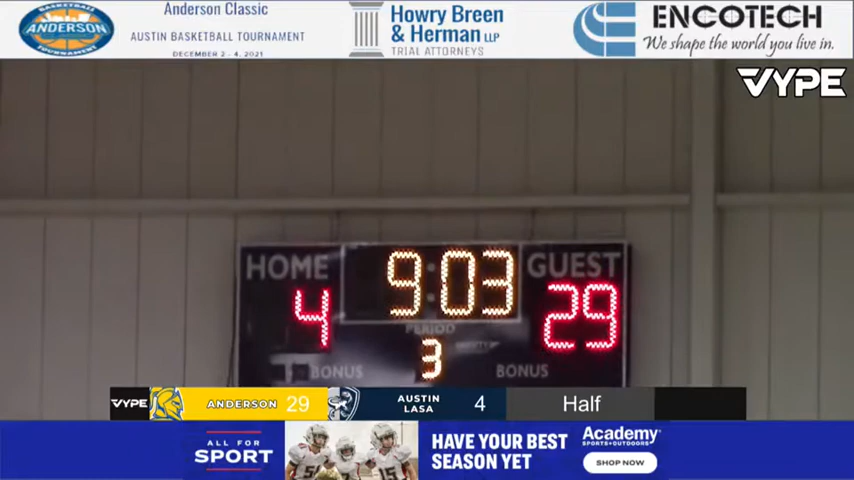 BASKETBALL
ANDERSON
TOURNAMENT
Anderson Classic
AUSTIN BASKETBALL TOURNAMENT
DECEMBER 2 - 4, 2021
Howry Breen
& Herman LLP
TRIAL ATTORNEYS
ENCOTECH
We shape the world you live in.
VYPE
HOME
9:03
GUEST
4
29
PERIOD
3
BONUS
BONUS
VYPE
ANDERSON 29
AUSTIN
LASA
4
Half
ALL FOR
SPORT
HAVE YOUR BEST
SEASON YET
Academy
SPORTS+OUTDOORS
SHOP NOW